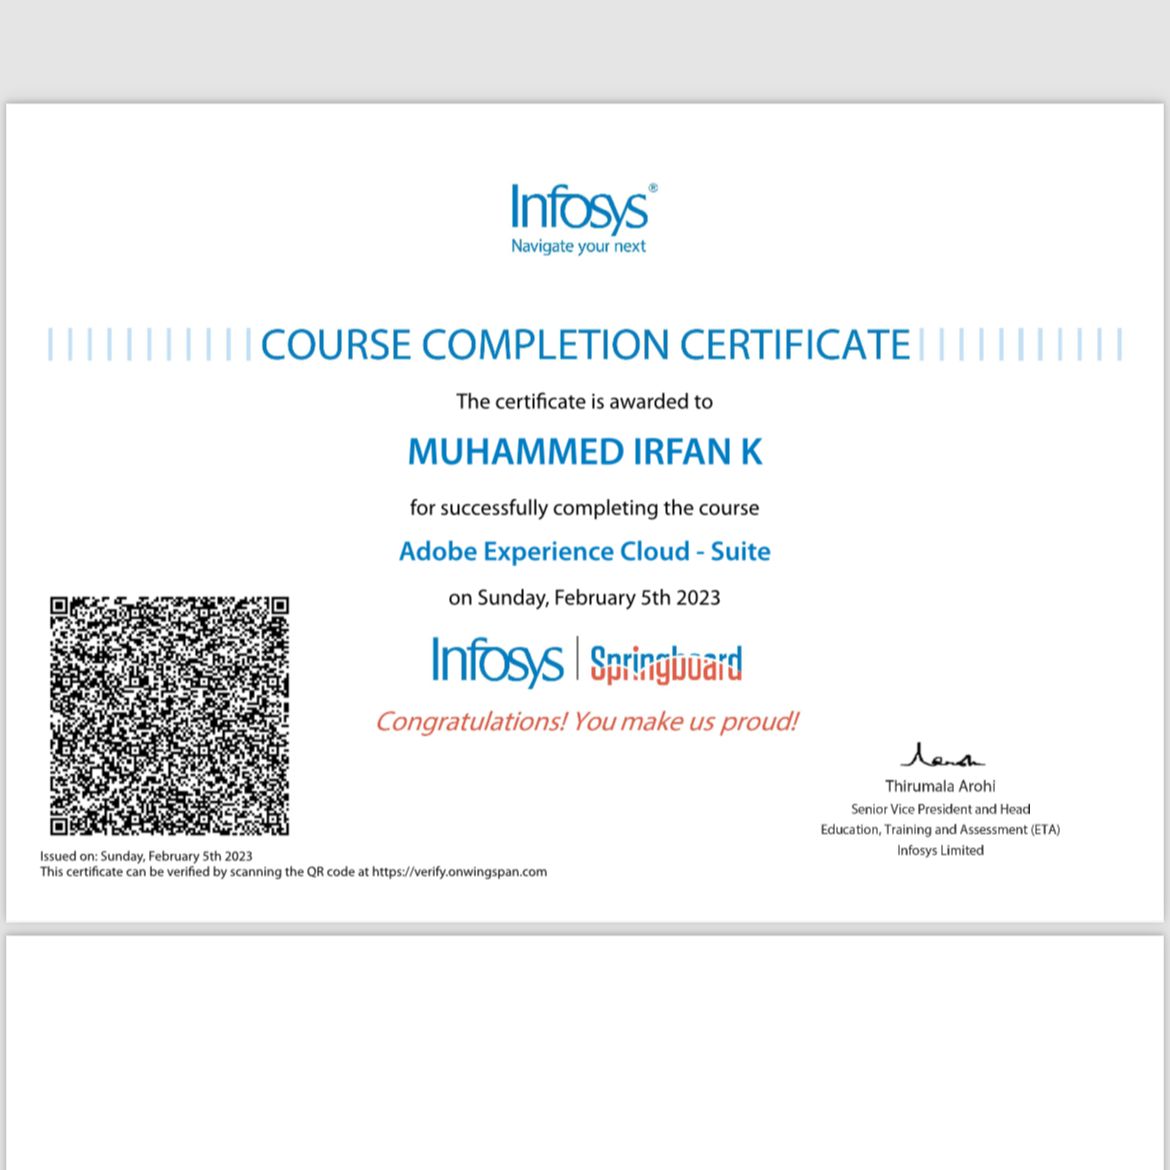 Infosys®
Navigate your next
COURSE COMPLETION CERTIFICATE
The certificate is awarded to
MUHAMMED IRFAN K
for successfully completing the course
Adobe Experience Cloud - Suite
on Sunday, February 5th 2023
Infosys | Springboard
Congratulations! You make us proud!
Thirumala Arohi
Senior Vice President and Head
Education, Training and Assessment (ETA)
Infosys Limited
Issued on: Sunday, February 5th 2023
This certificate can be verified by scanning the QR code at https://verify.onwingspan.com